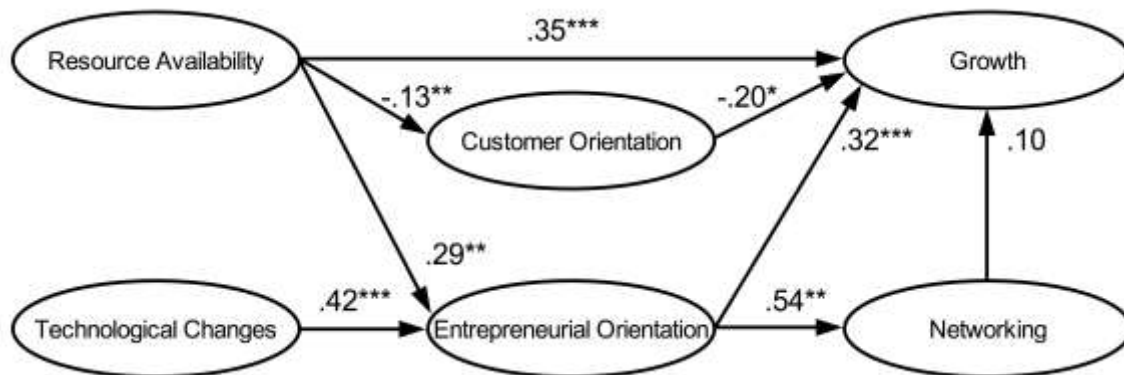 .35***
Resource Availability
Growth
-.13**
-.20*
Customer Orientation
.32***
.10
.29**
.42***
.54**
Technological Changes
Entrepreneurial Orientation
Networking